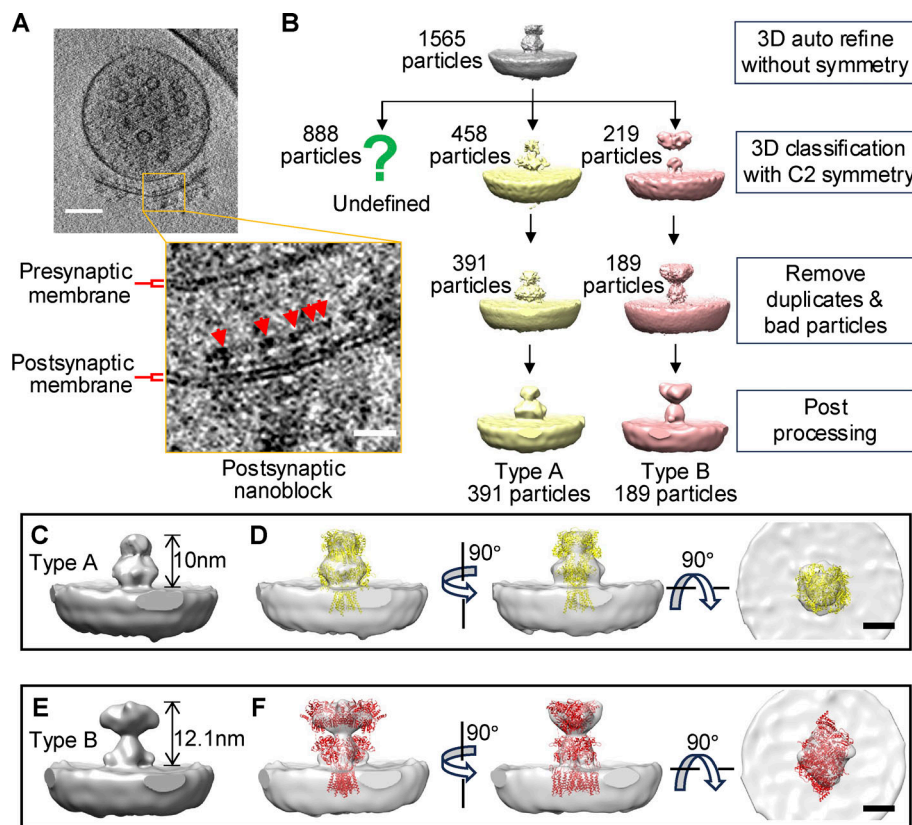 A
Presynaptic
membrane
Postsynaptic
membrane
Postsynaptic
nanoblock
B
1565
particles
3D auto refine
without symmetry
888
particles
?
Undefined
458
particles
219
particles
3D classification
with C2 symmetry
391
particles
189
particles
Remove
duplicates &
bad particles
Post
processing
Type A
391 particles
Type B
189 particles
C
Type A
10nm
D
90°
90°
E
Type B
12.1nm
F
90°
90°